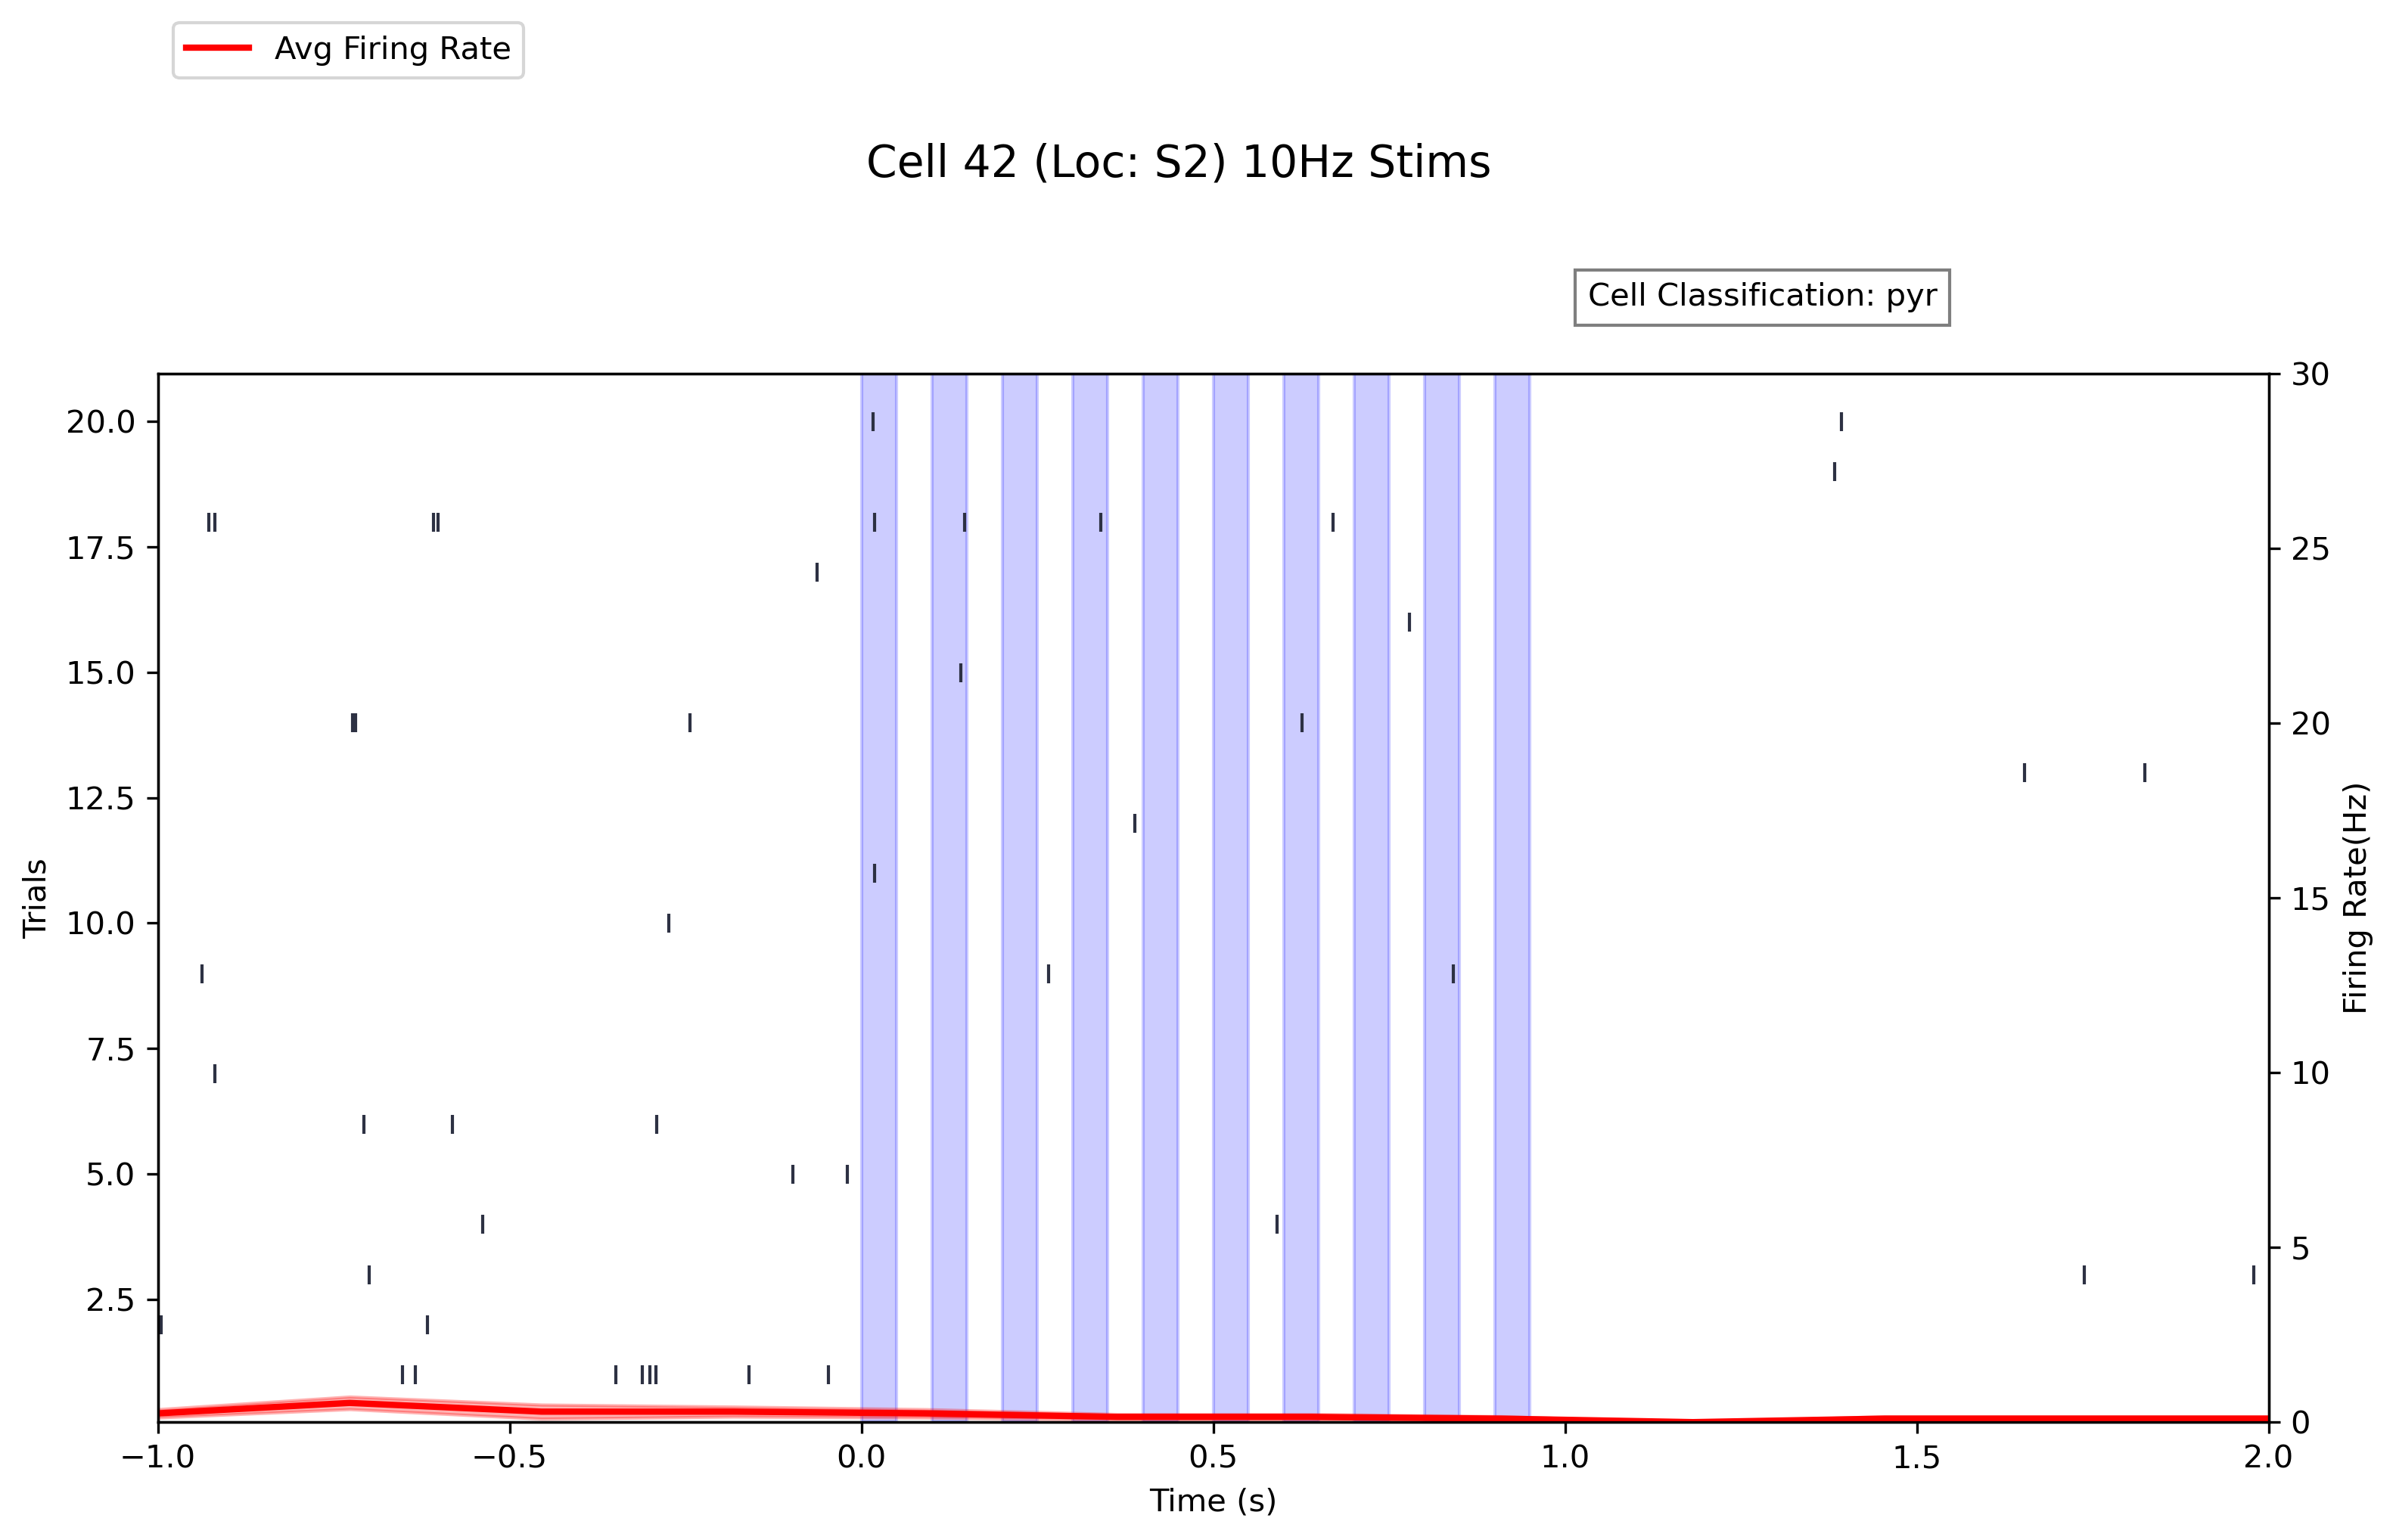 Avg Firing Rate
Cell 42 (Loc: S2) 10Hz Stims
Cell Classification: pyr
20.0
17.5
15.0
12.5
10.0
7.5
5.0
2.5
Trials
30
25
20
15
10
5
0
Firing Rate(Hz)
−1.0 −0.5 0.0 0.5 1.0 1.5 2.0
Time (s)